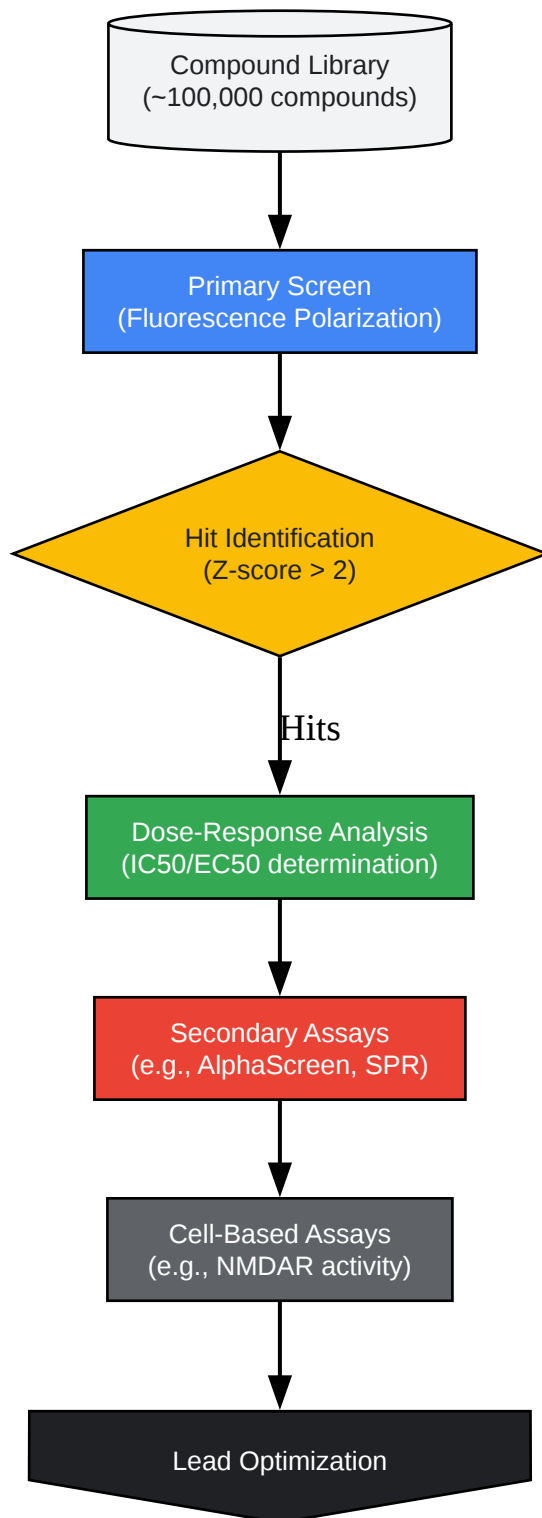 Compound Library
(~100,000 compounds)
Primary Screen
(Fluorescence Polarization)
Hit Identification
(Z-score > 2)
Hits
Dose-Response Analysis
(IC50/EC50 determination)
Secondary Assays
(e.g., AlphaScreen, SPR)
Cell-Based Assays
(e.g., NMDAR activity)
Lead Optimization